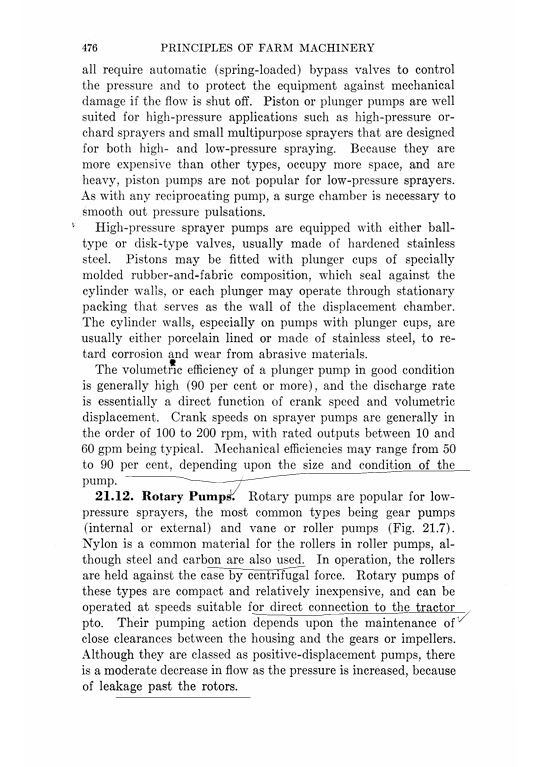 476 PRINCIPLES OF FARM MACHINERY
all require automatic (spring-loaded) bypass valves to control
the pressure and to protect the equipment against mechanical
damage if the flow is shut off. Piston or plunger pumps are well
suited for high-pressure applications such as high-pressure or-
chard sprayers and small multipurpose sprayers that are designed
for both high- and low-pressure spraying. Because they are
more expensive than other types, occupy more space, and are
heavy, piston pumps are not popular for low-pressure sprayers.
As with any reciprocating pump, a surge chamber is necessary to
smooth out pressure pulsations.
High-pressure sprayer pumps are equipped with either ball-
type or disk-type valves, usually made of hardened stainless
steel. Pistons may be fitted with plunger cups of specially
molded rubber-and-fabric composition, which seal against the
cylinder walls, or each plunger may operate through stationary
packing that serves as the wall of the displacement chamber.
The cylinder walls, especially on pumps with plunger cups, are
usually either porcelain lined or made of stainless steel, to re-
tard corrosion and wear from abrasive materials.
The volumetric efficiency of a plunger pump in good condition
is generally high (90 per cent or more), and the discharge rate
is essentially a direct function of crank speed and volumetric
displacement. Crank speeds on sprayer pumps are generally in
the order of 100 to 200 rpm, with rated outputs between 10 and
60 gpm being typical. Mechanical efficiencies may range from 50
to 90 per cent, depending upon the size and condition of the
pump.
21.12. Rotary Pumps. Rotary pumps are popular for low-
pressure sprayers, the most common types being gear pumps
(internal or external) and vane or roller pumps (Fig. 21.7).
Nylon is a common material for the rollers in roller pumps, al-
though steel and carbon are also used. In operation, the rollers
are held against the case by centrifugal force. Rotary pumps of
these types are compact and relatively inexpensive, and can be
operated at speeds suitable for direct connection to the tractor
pto. Their pumping action depends upon the maintenance of
close clearances between the housing and the gears or impellers.
Although they are classed as positive-displacement pumps, there
is a moderate decrease in flow as the pressure is increased, because
of leakage past the rotors.